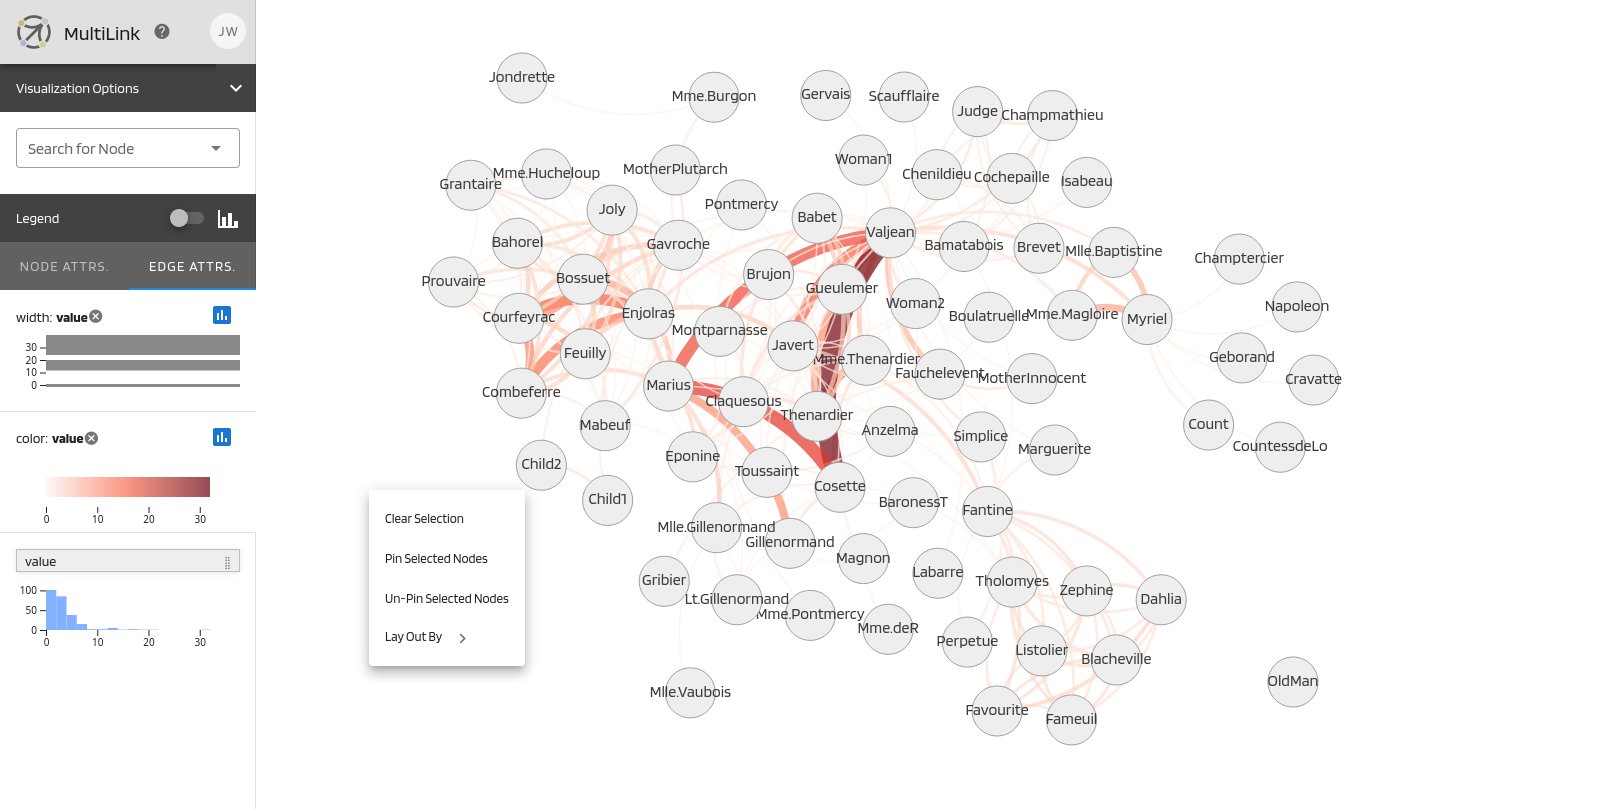 MultiLink
?
JW
Visualization Options
Search for Node
Legend
NODE ATTRS.
EDGE ATTRS.
width: value
30
20
10
0
color: value
0 10 20 30
value
100
50
0
0 10 20 30
Clear Selection
Pin Selected Nodes
Un-Pin Selected Nodes
Lay Out By
Jondrette
Mme.Burgon
Gervais
Scaufflaire
Judge
Champmathieu
Grantaire
Mme.Hucheloup
MotherPlutarch
Woman1
Chenildieu
Cochepaille
Isabeau
Joly
Pontmercy
Babet
Valjean
Bahorel
Gavroche
Bamatabois
Brevet
Mlle.Baptistine
Champtercier
Prouvaire
Bossuet
Brujon
Gueulemer
Woman2
Boulatruelle
Mme.Magloire
Myriel
Napoleon
Courfeyrac
Enjolras
Montparnasse
Javert
Mme.Thenardier
Fauchelevent
MotherInnocent
Geborand
Cravatte
Feuilly
Combeferre
Marius
Claquesous
Thenardier
Anzelma
Simplice
Marguerite
Count
CountessdeLo
Mabeuf
Child2
Eponine
Toussaint
Cosette
BaronessT
Fantine
Child1
Mlle.Gillenormand
Gillenormand
Magnon
Labarre
Tholomyes
Zephine
Dahlia
Gribier
Lt.Gillenormand
Mme.Pontmercy
Mme.deR
Perpetue
Listolier
Blacheville
Mlle.Vaubois
Favourite
Fameuil
OldMan